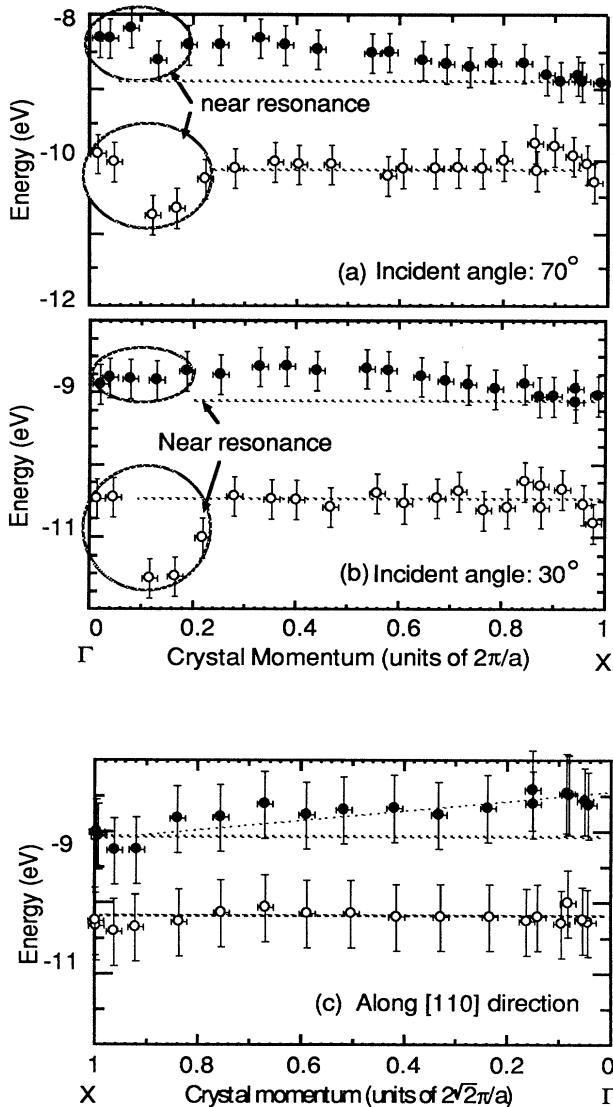 -8
near resonance
-10
Energy (eV)
(a) Incident angle: 70°
-12
-9
Near resonance
Energy (eV)
-11
(b) Incident angle: 30°
0 0.2 0.4 0.6 0.8 1
Γ Crystal Momentum (units of 2π/a) X
-9
Energy (eV)
-11
(c) Along [110] direction
1 0.8 0.6 0.4 0.2 0
X Crystal momentum (units of 2√2π/a) Γ